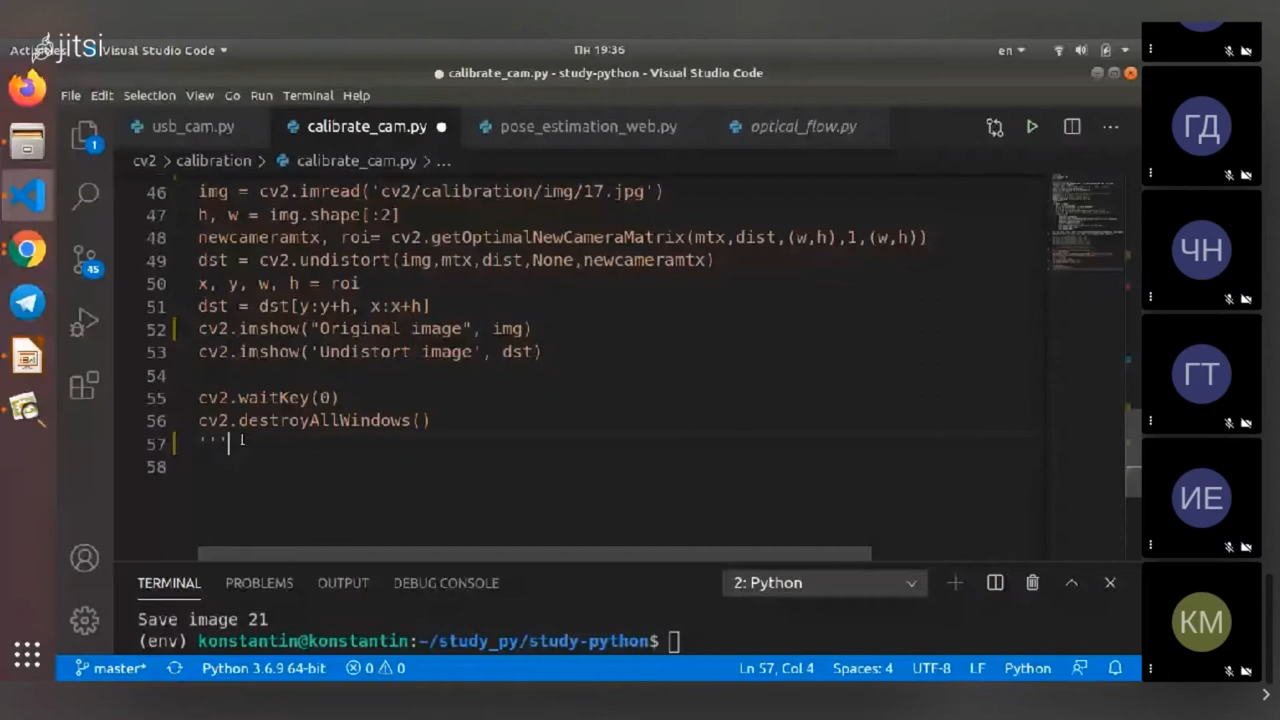 jitsi
Visual Studio Code
ПН 19:36
en
calibrate_cam.py - study-python - Visual Studio Code
File Edit Selection View Go Run Terminal Help
usb_cam.py calibrate_cam.py pose_estimation_web.py optical_flow.py
cv2 > calibration > calibrate_cam.py > ...
46 img = cv2.imread('cv2/calibration/img/17.jpg')
47 h, w = img.shape[:2]
48 newcameramtx, roi= cv2.getOptimalNewCameraMatrix(mtx,dist,(w,h),1,(w,h))
49 dst = cv2.undistort(img,mtx,dist,None,newcameramtx)
50 x, y, w, h = roi
51 dst = dst[y:y+h, x:x+h]
52 cv2.imshow("Original image", img)
53 cv2.imshow('Undistort image', dst)
54
55 cv2.waitKey(0)
56 cv2.destroyAllWindows()
57 '''
58
1
45
TERMINAL PROBLEMS OUTPUT DEBUG CONSOLE 2: Python
Save image 21
(env) konstantin@konstantin:~/study_py/study-python$
master* Python 3.6.9 64-bit 0 0 Ln 57, Col 4 Spaces: 4 UTF-8 LF Python
ГД
ЧН
ГТ
ИЕ
КМ